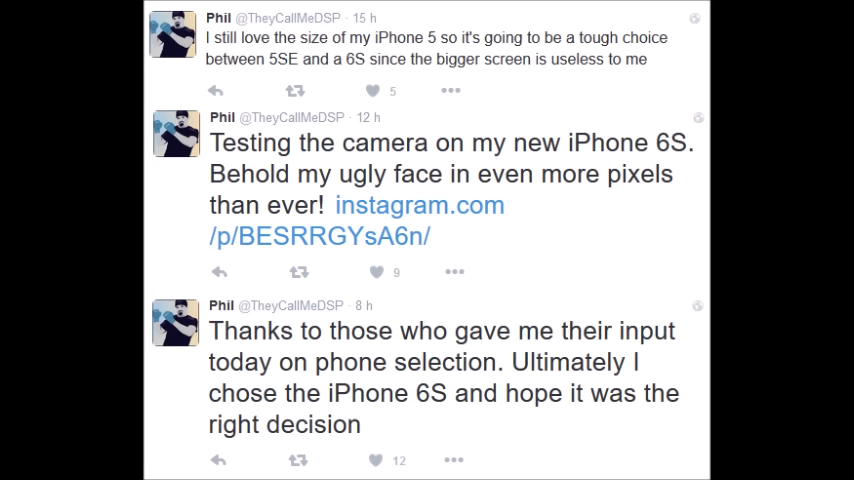 Phil @TheyCallMeDSP · 15 h
I still love the size of my iPhone 5 so it's going to be a tough choice
between 5SE and a 6S since the bigger screen is useless to me
5
Phil @TheyCallMeDSP · 12 h
Testing the camera on my new iPhone 6S.
Behold my ugly face in even more pixels
than ever! instagram.com
/p/BESRRGYsA6n/
9
Phil @TheyCallMeDSP · 8 h
Thanks to those who gave me their input
today on phone selection. Ultimately I
chose the iPhone 6S and hope it was the
right decision
12